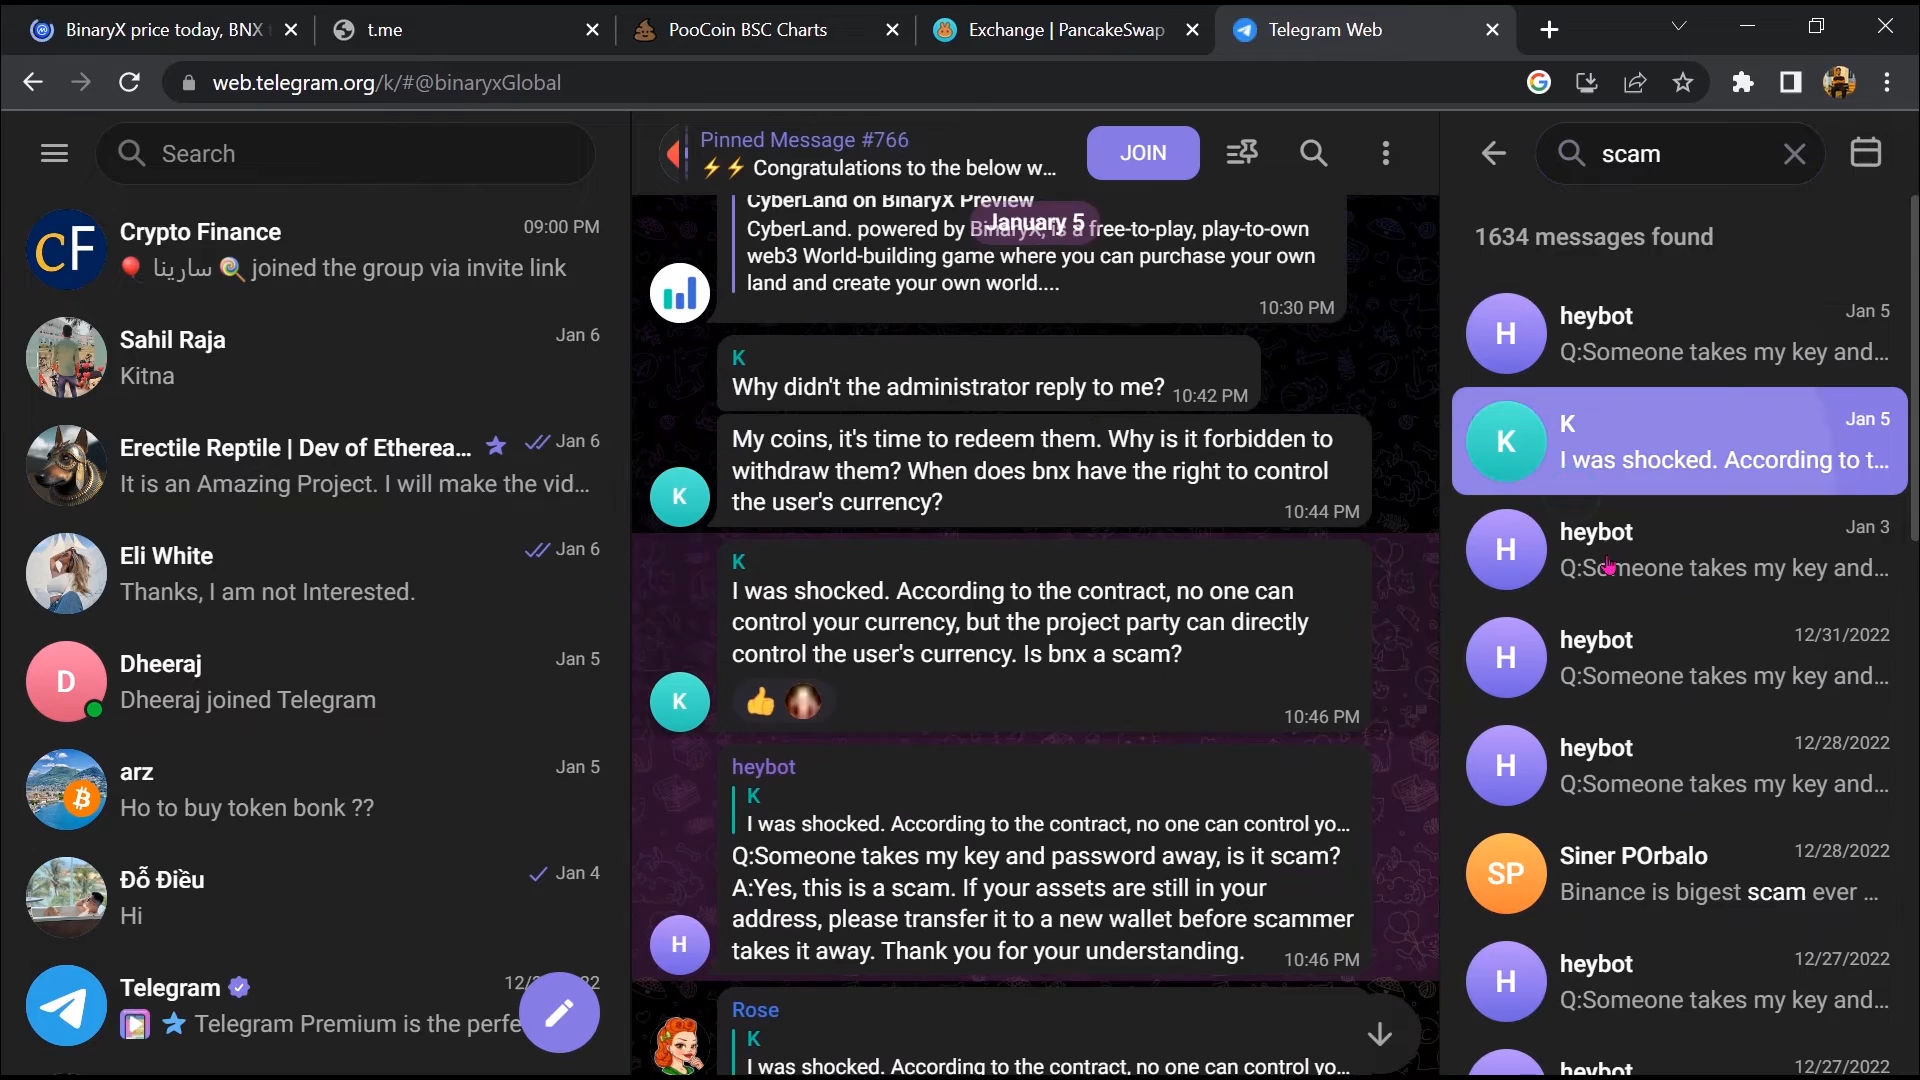 BinaryX price today, BNX
t.me
PooCoin BSC Charts
Exchange | PancakeSwap
Telegram Web
web.telegram.org/k/#@binaryxGlobal
Search
Crypto Finance
09:00 PM
سارينا joined the group via invite link
Sahil Raja
Jan 6
Kitna
Erectile Reptile | Dev of Etherea...
Jan 6
It is an Amazing Project. I will make the vid...
Eli White
Jan 6
Thanks, I am not Interested.
D
Dheeraj
Jan 5
Dheeraj joined Telegram
arz
Jan 5
Ho to buy token bonk ??
Đỗ Điều
Jan 4
Hi
Telegram
Telegram Premium is the perfe
Pinned Message #766
⚡⚡ Congratulations to the below w...
JOIN
CyberLand on BinaryX Preview
January 5
CyberLand. powered by BinaryX, is a free-to-play, play-to-own
web3 World-building game where you can purchase your own
land and create your own world....
10:30 PM
K
Why didn't the administrator reply to me? 10:42 PM
My coins, it's time to redeem them. Why is it forbidden to
withdraw them? When does bnx have the right to control
the user's currency?
10:44 PM
K
K
I was shocked. According to the contract, no one can
control your currency, but the project party can directly
control the user's currency. Is bnx a scam?
👍
10:46 PM
K
heybot
K
I was shocked. According to the contract, no one can control yo...
Q:Someone takes my key and password away, is it scam?
A:Yes, this is a scam. If your assets are still in your
address, please transfer it to a new wallet before scammer
takes it away. Thank you for your understanding.
10:46 PM
H
Rose
K
I was shocked. According to the contract, no one can control yo...
scam
1634 messages found
H
heybot
Jan 5
Q:Someone takes my key and...
K
K
Jan 5
I was shocked. According to t...
H
heybot
Jan 3
Q:Someone takes my key and...
H
heybot
12/31/2022
Q:Someone takes my key and...
H
heybot
12/28/2022
Q:Someone takes my key and...
SP
Siner POrbalo
12/28/2022
Binance is bigest scam ever ...
H
heybot
12/27/2022
Q:Someone takes my key and...
heybot
12/27/2022